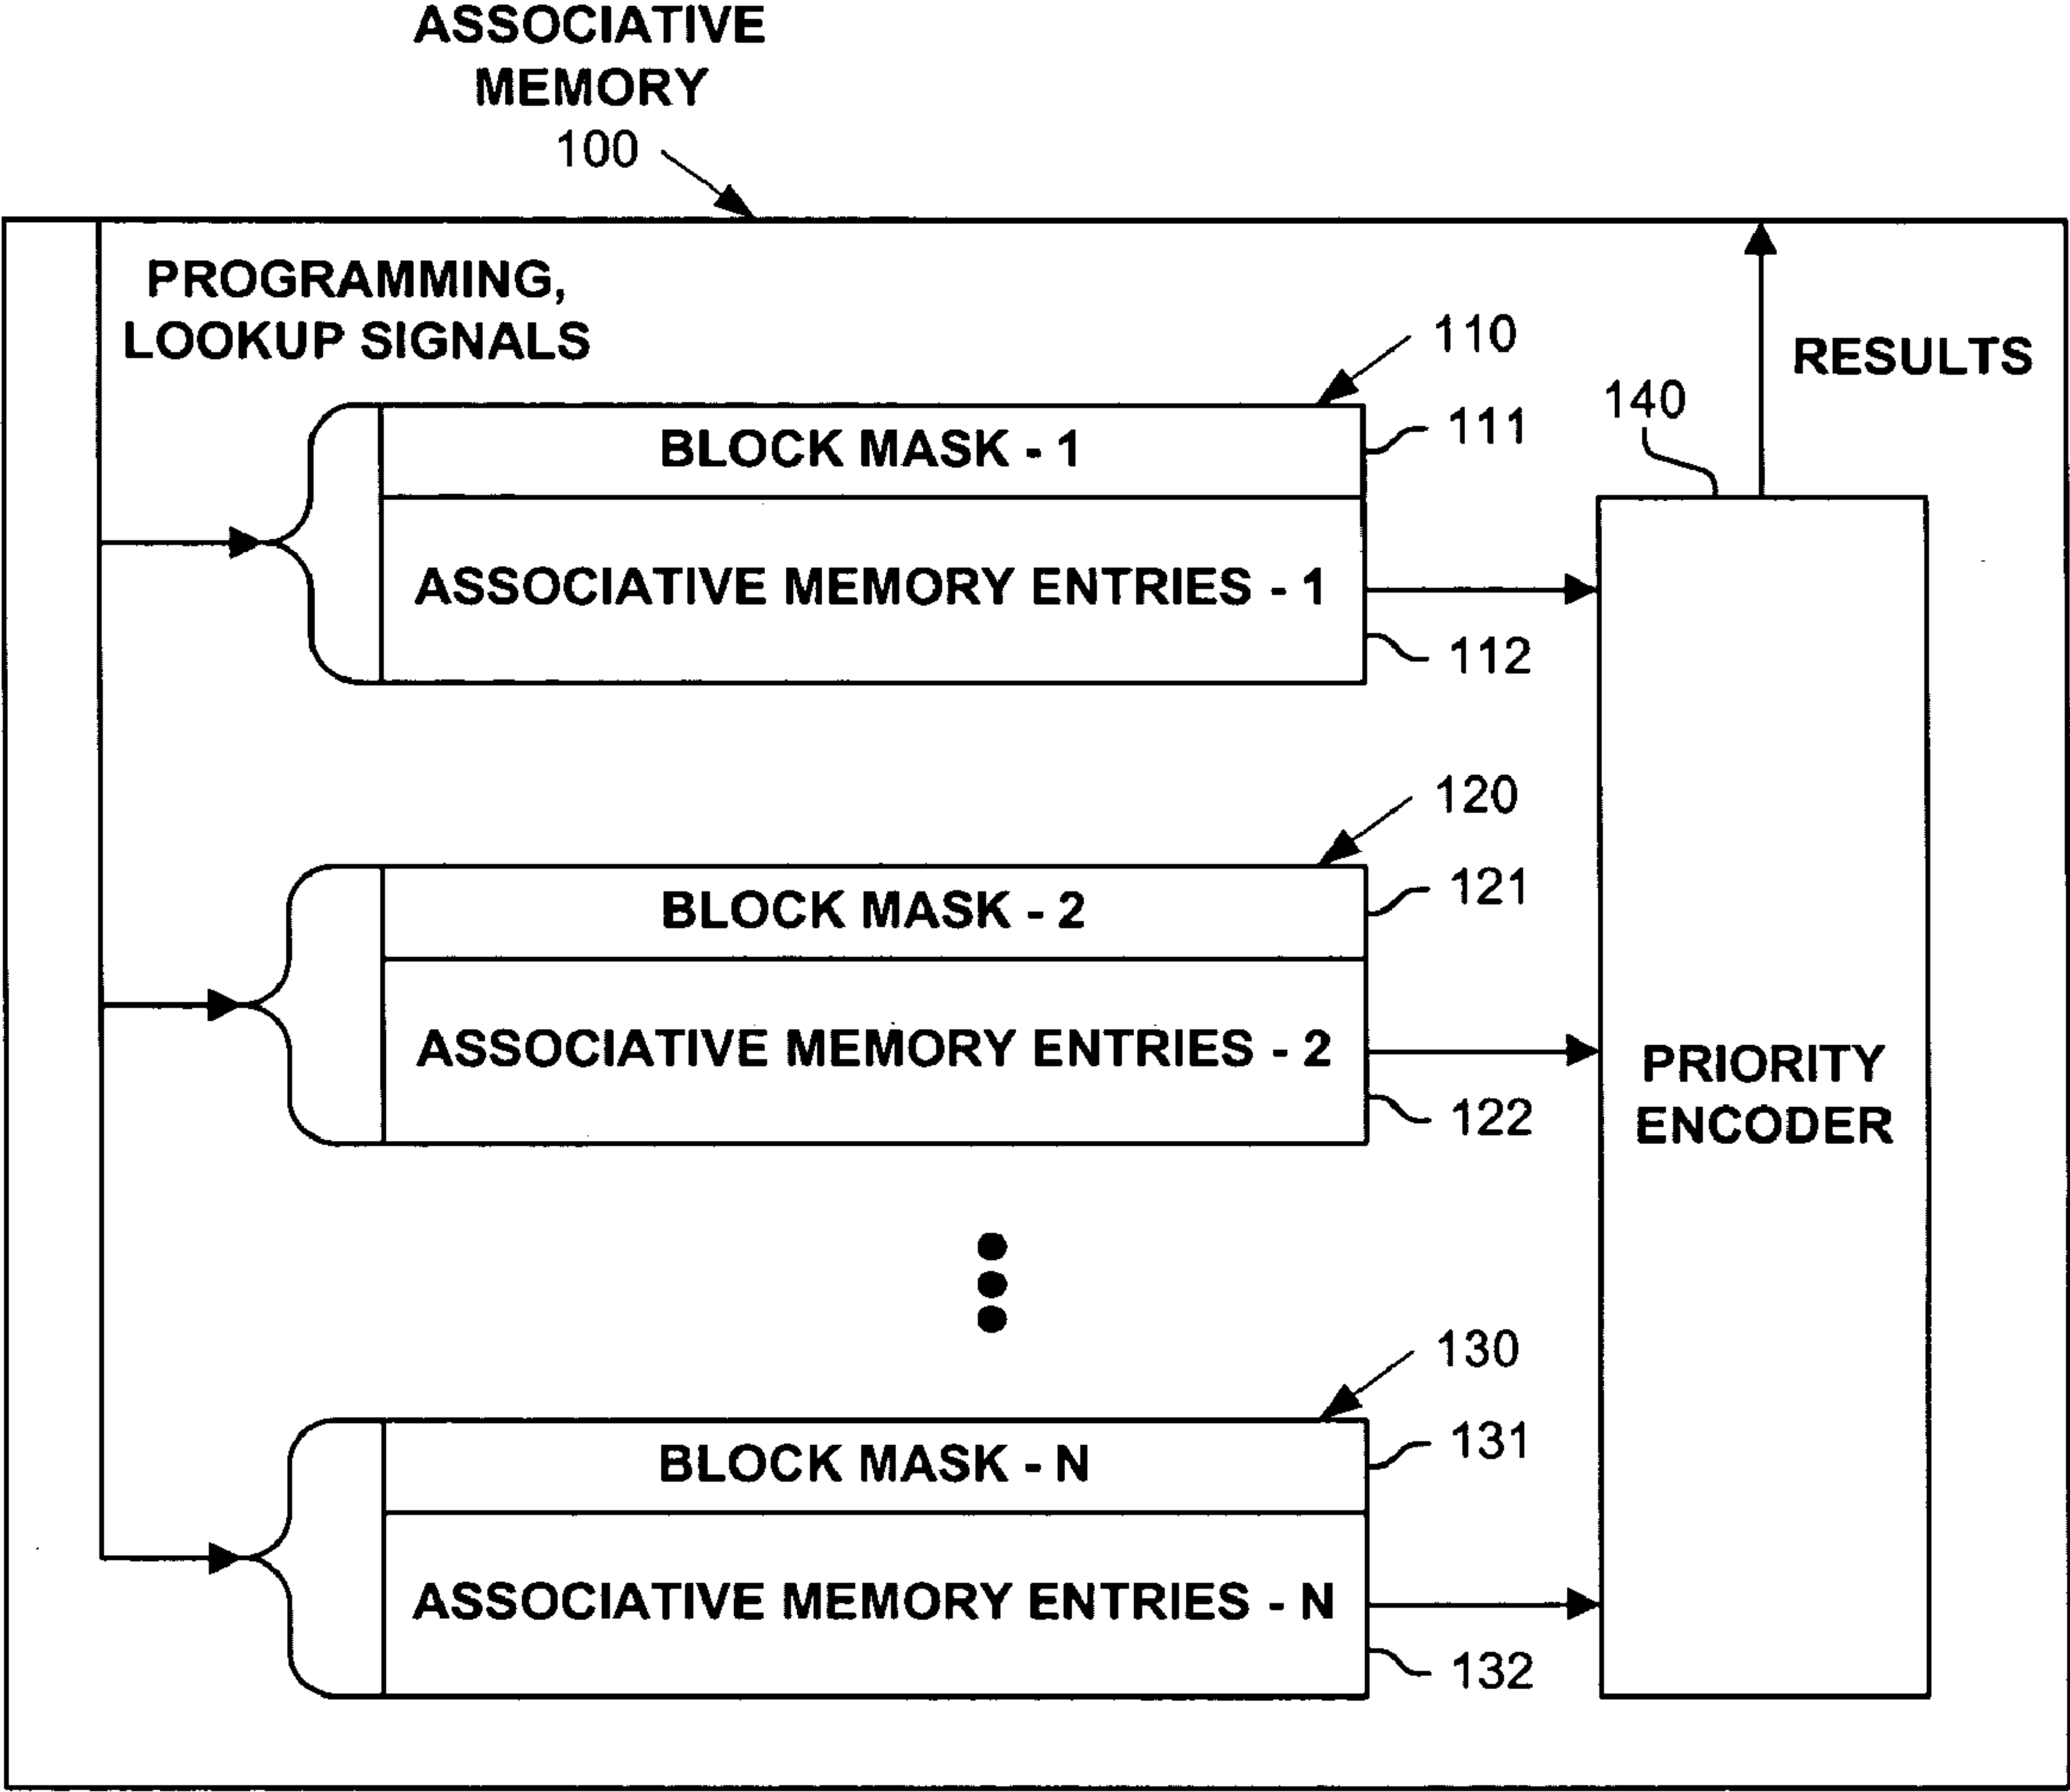 ASSOCIATIVE
MEMORY
100
PROGRAMMING,
LOOKUP SIGNALS
110
RESULTS
140
BLOCK MASK - 1
111
ASSOCIATIVE MEMORY ENTRIES - 1
112
120
BLOCK MASK - 2
121
ASSOCIATIVE MEMORY ENTRIES - 2
122
PRIORITY
ENCODER
130
BLOCK MASK - N
131
ASSOCIATIVE MEMORY ENTRIES - N
132